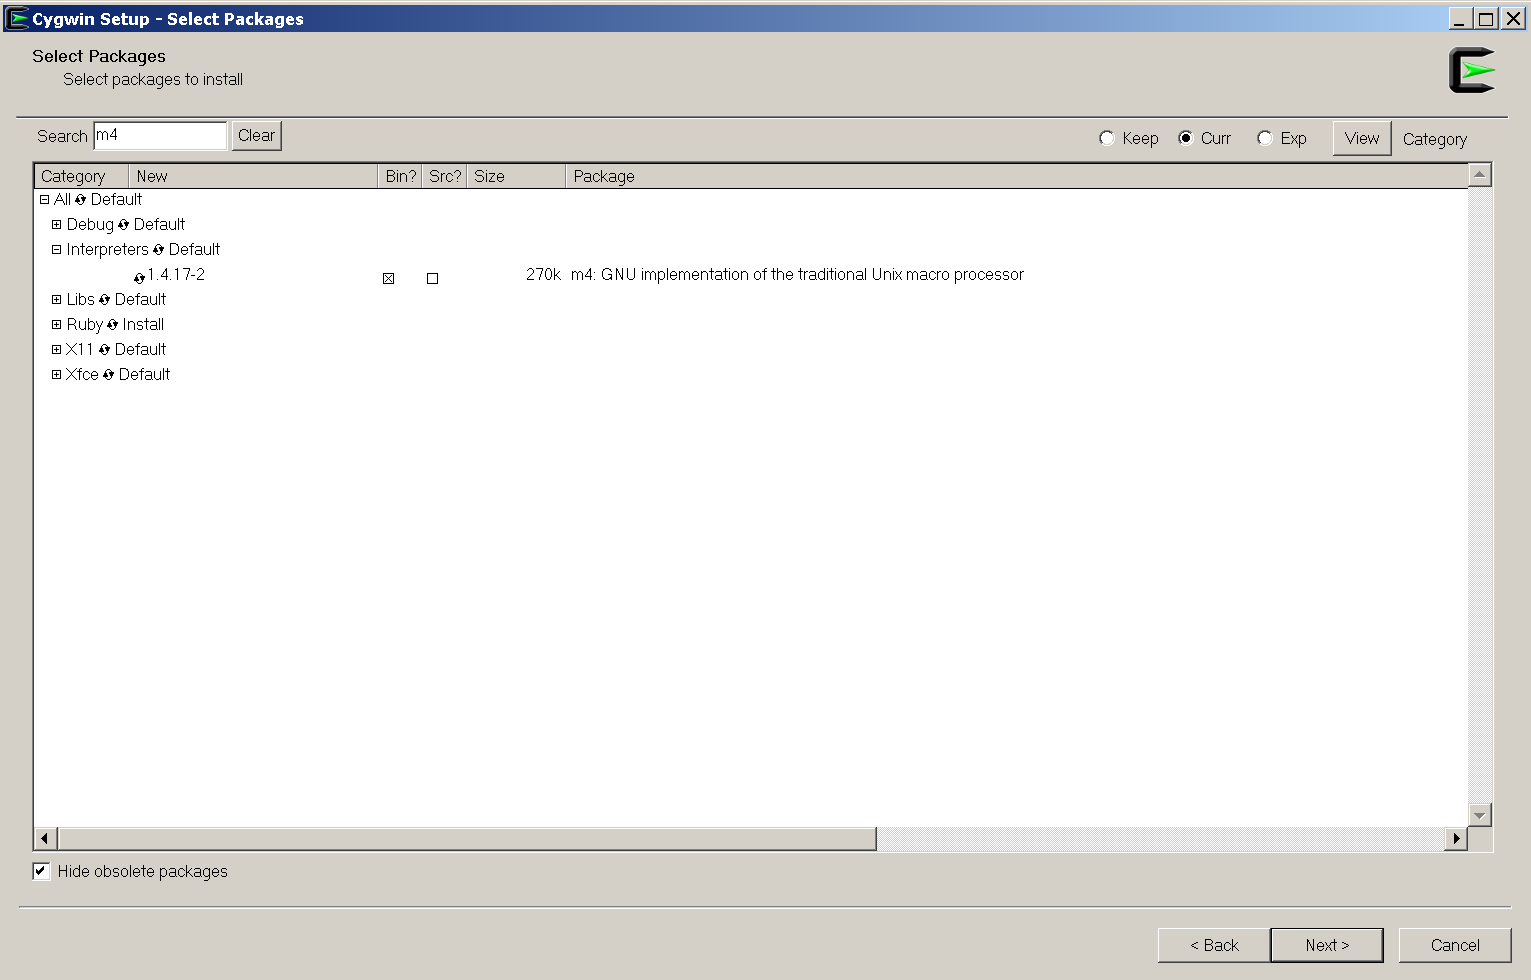 Cygwin Setup - Select Packages
Select Packages
Select packages to install
Search m4 Clear Keep Curr Exp View Category
Category New Bin? Src? Size Package
All Default
Debug Default
Interpreters Default
1.4.17-2 270k m4: GNU implementation of the traditional Unix macro processor
Libs Default
Ruby Install
X11 Default
Xfce Default
Hide obsolete packages
< Back Next > Cancel